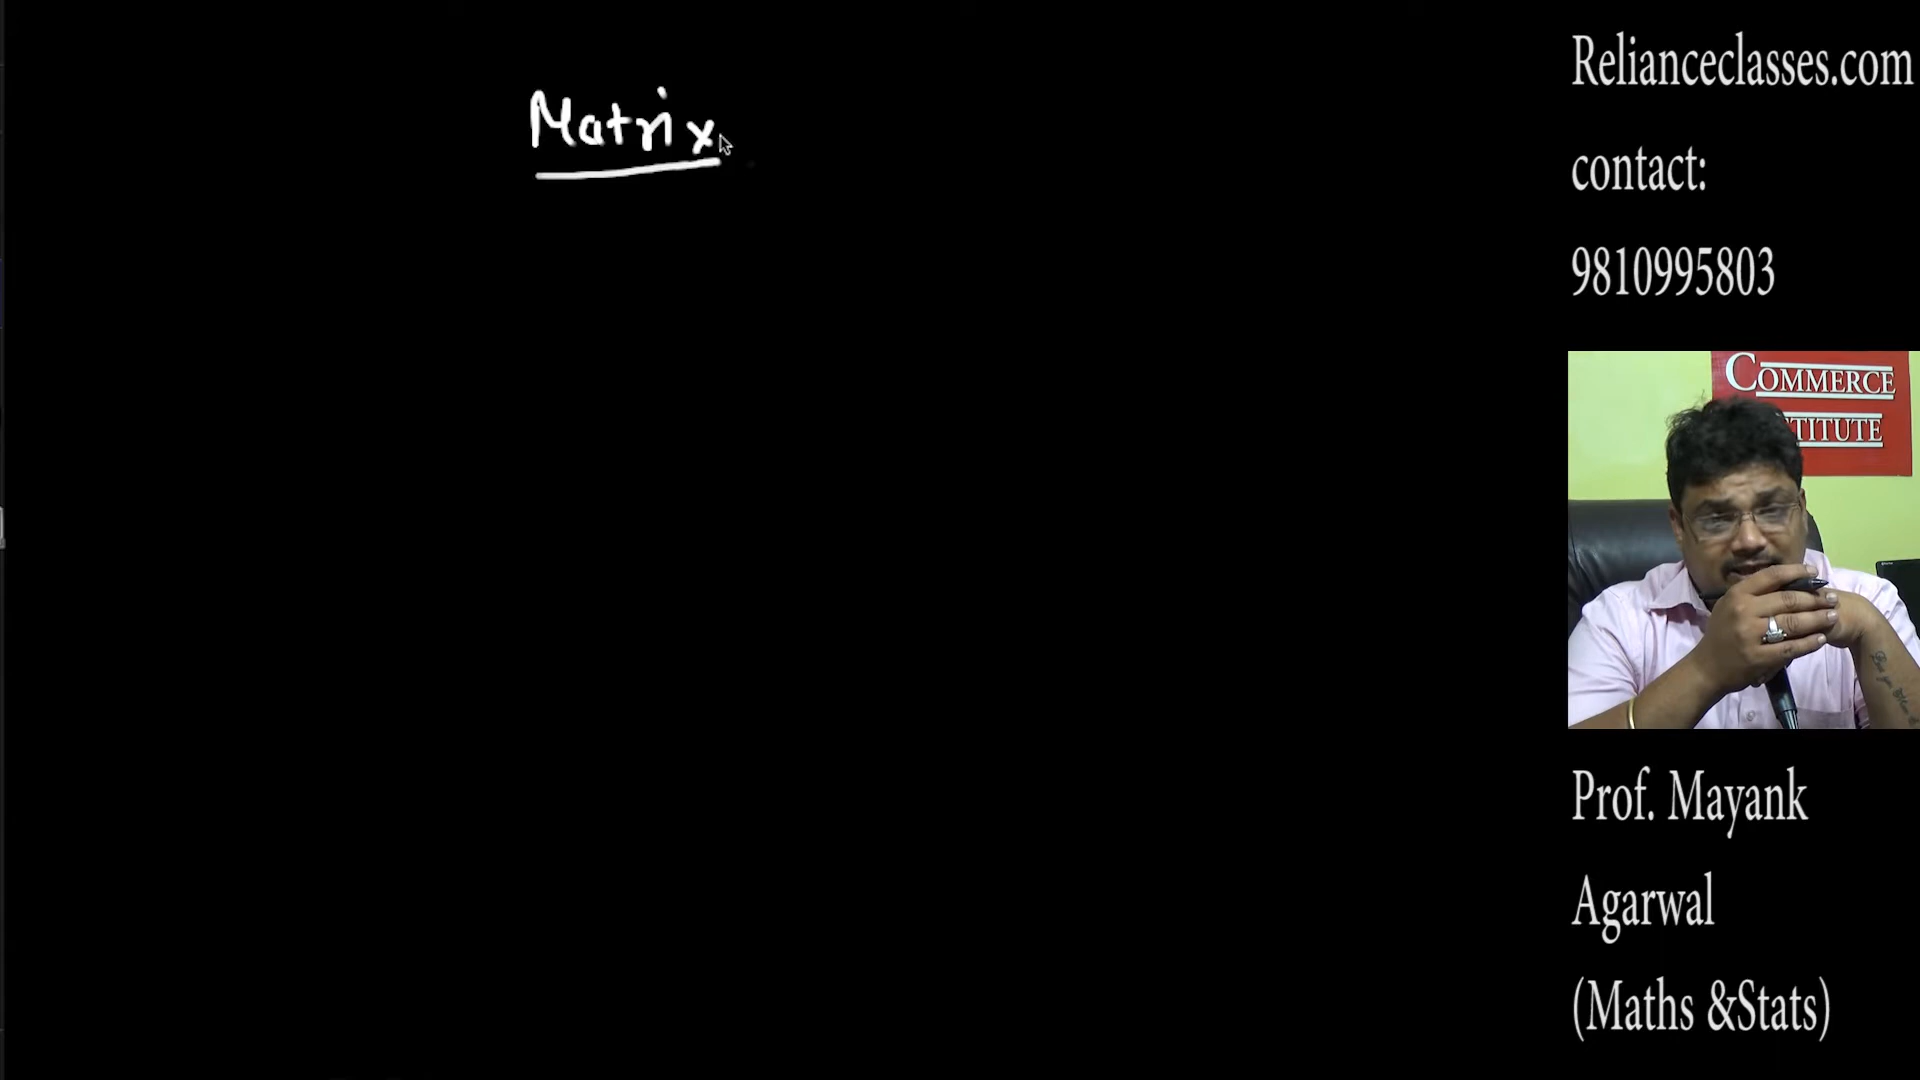 Matrix
Relianceclasses.com
contact:
9810995803
COMMERCE
TITUTE
Prof. Mayank
Agarwal
(Maths &Stats)